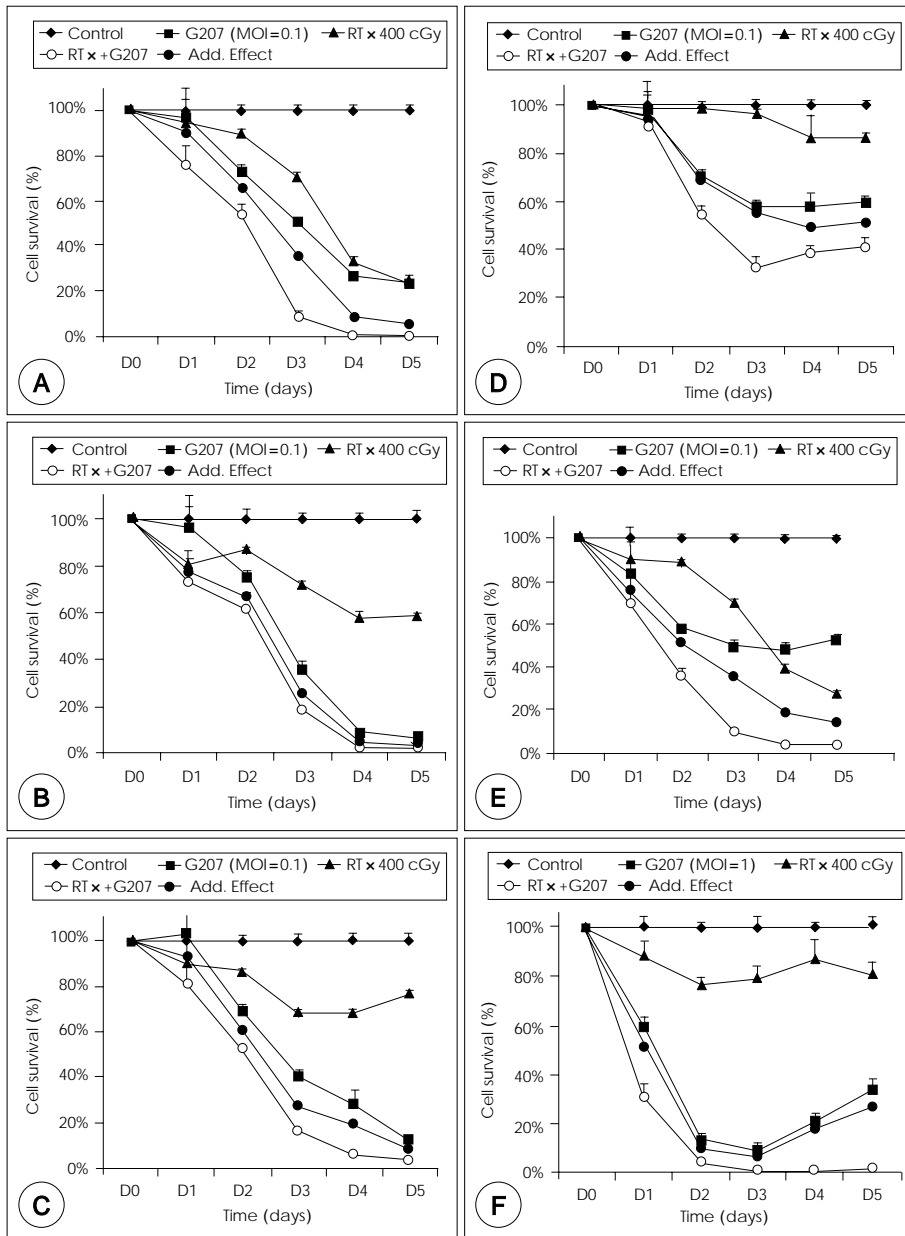 Control G207 (MOI=0.1) RT× 400 cGy
RT× +G207 Add. Effect
100%
80%
60%
40%
20%
0%
Cell survival (%)
D0 D1 D2 D3 D4 D5
Time (days)
A
Control G207 (MOI=0.1) RT× 400 cGy
RT× +G207 Add. Effect
100%
80%
60%
40%
20%
0%
Cell survival (%)
D0 D1 D2 D3 D4 D5
Time (days)
D
Control G207 (MOI=0.1) RT× 400 cGy
RT× +G207 Add. Effect
100%
80%
60%
40%
20%
0%
Cell survival (%)
D0 D1 D2 D3 D4 D5
Time (days)
B
Control G207 (MOI=0.1) RT× 400 cGy
RT× +G207 Add. Effect
100%
80%
60%
40%
20%
0%
Cell survival (%)
D0 D1 D2 D3 D4 D5
Time (days)
E
Control G207 (MOI=0.1) RT× 400 cGy
RT× +G207 Add. Effect
100%
80%
60%
40%
20%
0%
Cell survival (%)
D0 D1 D2 D3 D4 D5
Time (days)
C
Control G207 (MOI=1) RT× 400 cGy
RT× +G207 Add. Effect
100%
80%
60%
40%
20%
0%
Cell survival (%)
D0 D1 D2 D3 D4 D5
Time (days)
F